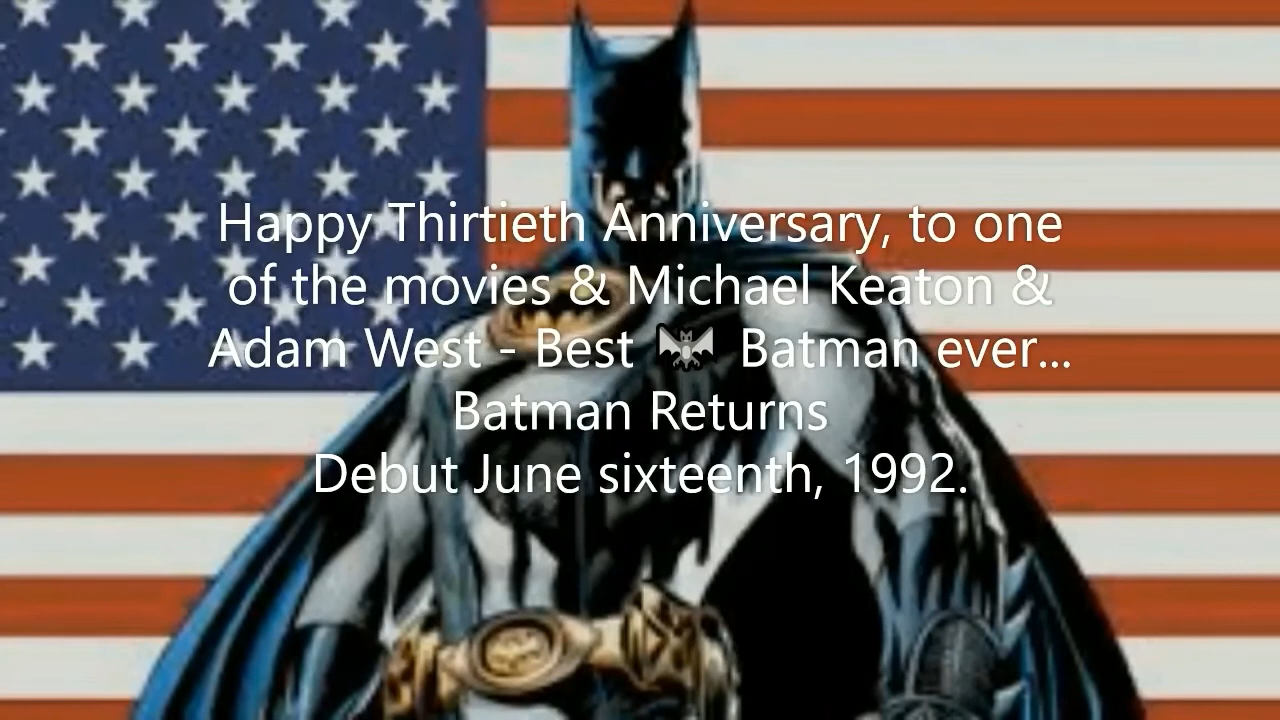 Happy Thirtieth Anniversary, to one
of the movies & Michael Keaton &
Adam West - Best 🦇 Batman ever...
Batman Returns
Debut June sixteenth, 1992.